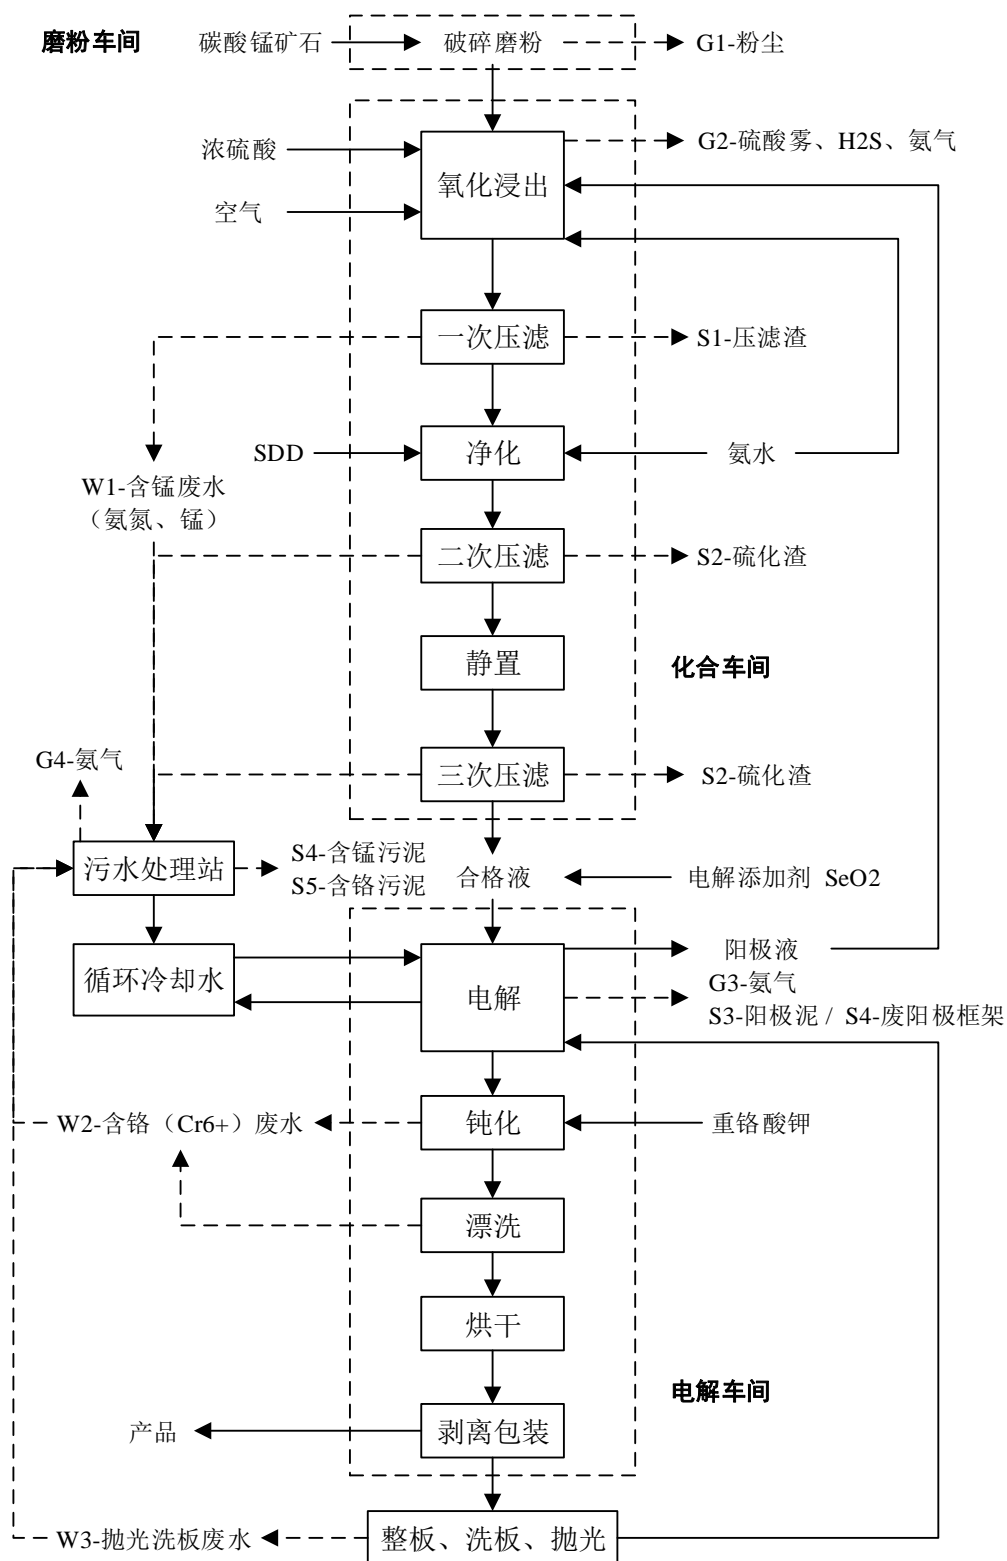 磨粉车间
碳酸锰矿石
破碎磨粉
G1-粉尘
浓硫酸
空气
氧化浸出
G2-硫酸雾、H2S、氨气
一次压滤
S1-压滤渣
SDD
净化
氨水
W1-含锰废水
（氨氮、锰）
二次压滤
S2-硫化渣
静置
化合车间
G4-氨气
三次压滤
S2-硫化渣
污水处理站
S4-含锰污泥
S5-含铬污泥
合格液
电解添加剂 SeO2
循环冷却水
电解
阳极液
G3-氨气
S3-阳极泥 / S4-废阳极框架
W2-含铬（Cr6+）废水
钝化
重铬酸钾
漂洗
烘干
电解车间
产品
剥离包装
W3-抛光洗板废水
整板、洗板、抛光